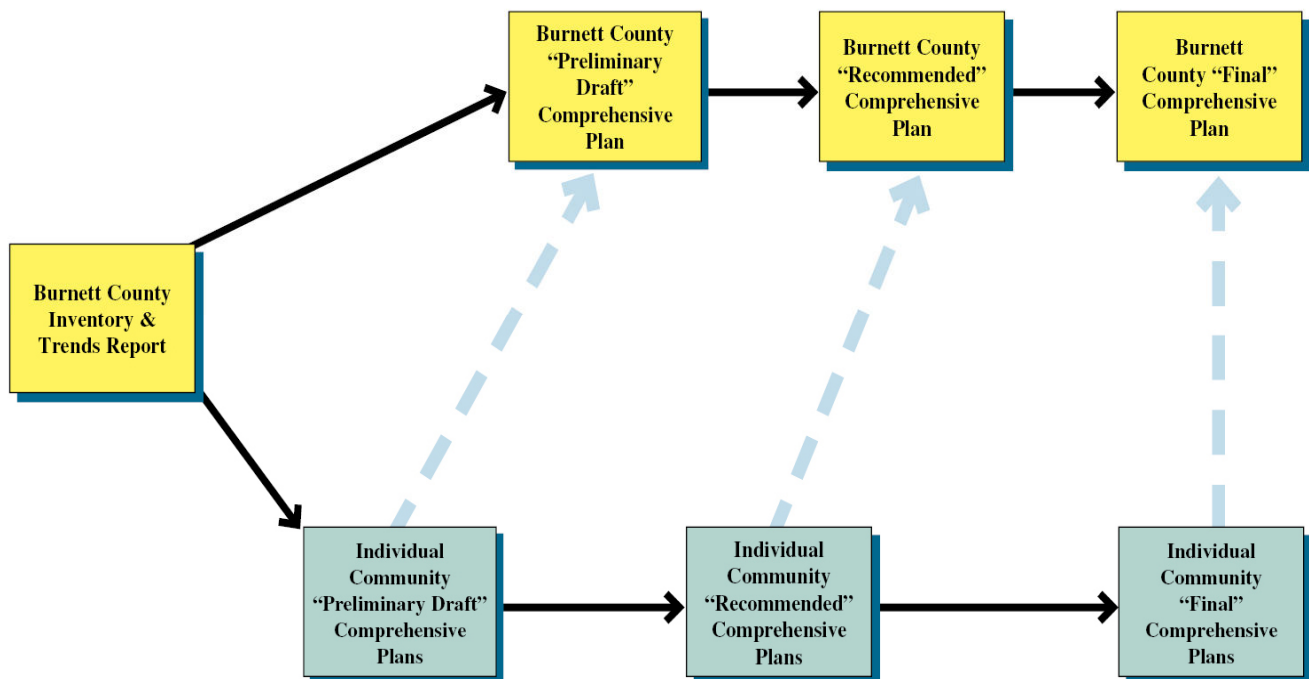 Burnett County
“Preliminary
Draft”
Comprehensive
Plan
Burnett County
“Recommended”
Comprehensive
Plan
Burnett
County “Final”
Comprehensive
Plan
Burnett County
Inventory &
Trends Report
Individual
Community
“Preliminary Draft”
Comprehensive
Plans
Individual
Community
“Recommended”
Comprehensive
Plans
Individual
Community
“Final”
Comprehensive
Plans